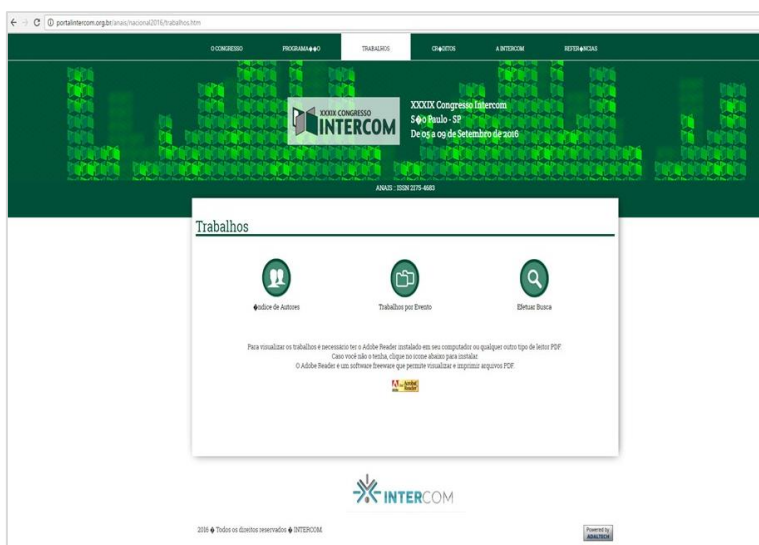 portalintercom.org.br/anais/nacional2016/trabalhos.htm
O CONGRESSO PROGRAMA��O TRABALHOS CR�DITOS A INTERCOM REFER�NCIAS
XXXIX CONGRESSO
INTERCOM
XXXIX Congresso Intercom
S�o Paulo - SP
De 05 a 09 de Setembro de 2016
ANAIS : ISSN 2175-4683
Trabalhos
�ndice de Autores
Trabalhos por Evento
Efetuar Busca
Para visualizar os trabalhos é necessário ter o Adobe Reader instalado em seu computador ou qualquer outro tipo de leitor PDF.
Caso você não o tenha, clique no ícone abaixo para instalar.
O Adobe Reader é um software freeware que permite visualizar e imprimir arquivos PDF.
Acrobat
Reader
INTERCOM
2016 � Todos os direitos reservados � INTERCOM.
Powered by
ADALTECH